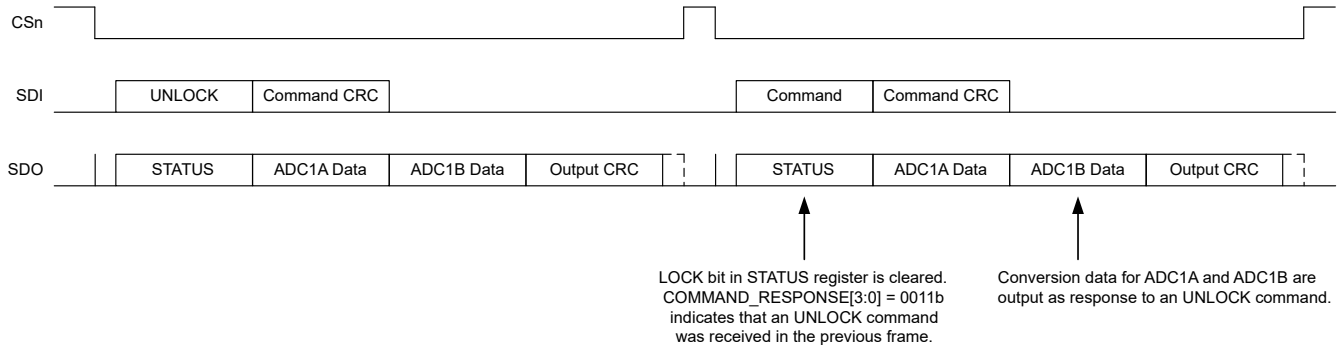 CSn
SDI
UNLOCK
Command CRC
Command
Command CRC
SDO
STATUS
ADC1A Data
ADC1B Data
Output CRC
STATUS
ADC1A Data
ADC1B Data
Output CRC
LOCK bit in STATUS register is cleared.
COMMAND_RESPONSE[3:0] = 0011b
indicates that an UNLOCK command
was received in the previous frame.
Conversion data for ADC1A and ADC1B are
output as response to an UNLOCK command.